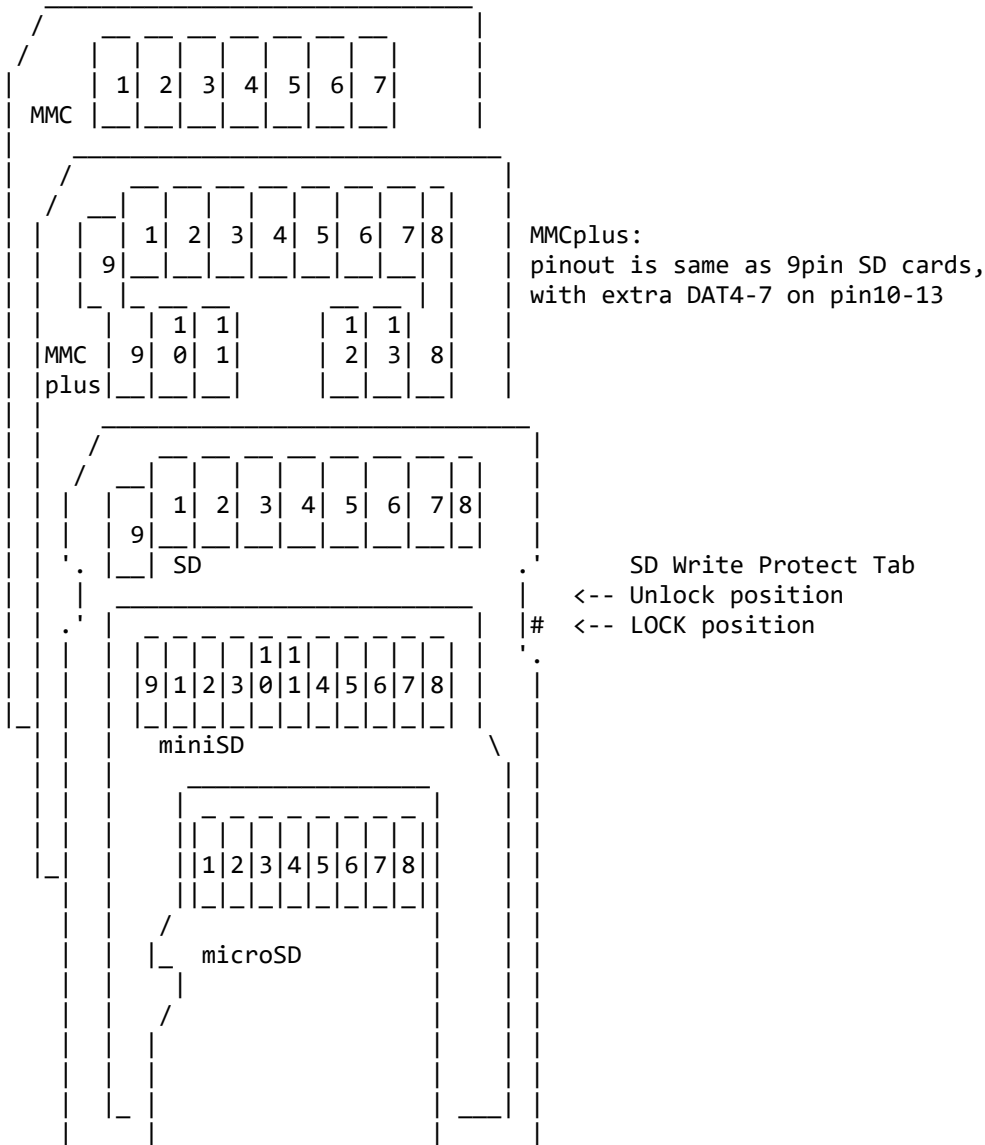 1 2 3 4 5 6 7
MMC
1 2 3 4 5 6 7 8
9
MMCplus:
pinout is same as 9pin SD cards,
with extra DAT4-7 on pin10-13
1 1 1 1
MMC 9 0 1 2 3 8
plus
1 2 3 4 5 6 7 8
9
SD SD Write Protect Tab
<-- Unlock position
# <-- LOCK position
1 1
9 1 2 3 0 1 4 5 6 7 8
miniSD
1 2 3 4 5 6 7 8
microSD